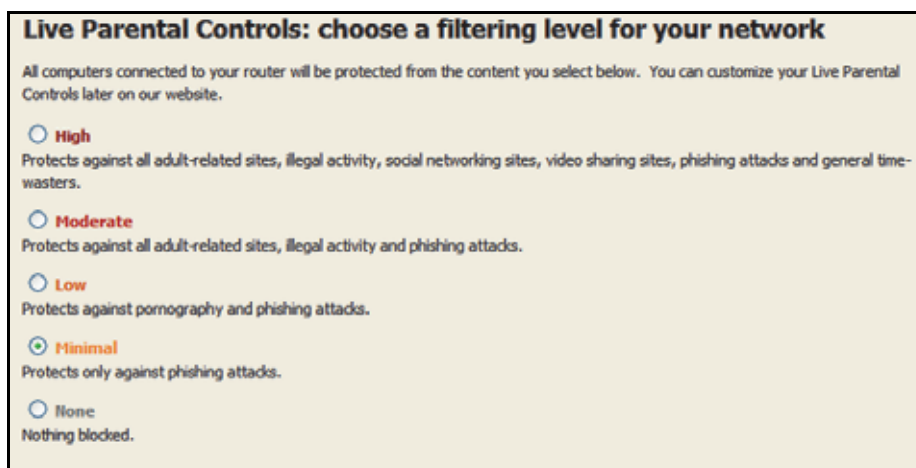 Live Parental Controls: choose a filtering level for your network
All computers connected to your router will be protected from the content you select below. You can customize your Live Parental
Controls later on our website.
High
Protects against all adult-related sites, illegal activity, social networking sites, video sharing sites, phishing attacks and general time-
wasters.
Moderate
Protects against all adult-related sites, illegal activity and phishing attacks.
Low
Protects against pornography and phishing attacks.
Minimal
Protects only against phishing attacks.
None
Nothing blocked.